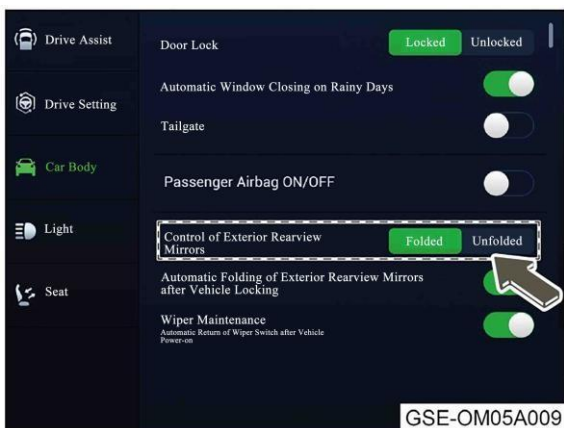 Drive Assist
Drive Setting
Car Body
Light
Seat
Door Lock
Locked Unlocked
Automatic Window Closing on Rainy Days
Tailgate
Passenger Airbag ON/OFF
Control of Exterior Rearview
Mirrors
Folded Unfolded
Automatic Folding of Exterior Rearview Mirrors
after Vehicle Locking
Wiper Maintenance
Automatic Return of Wiper Switch after Vehicle
Power-on
GSE-OM05A009